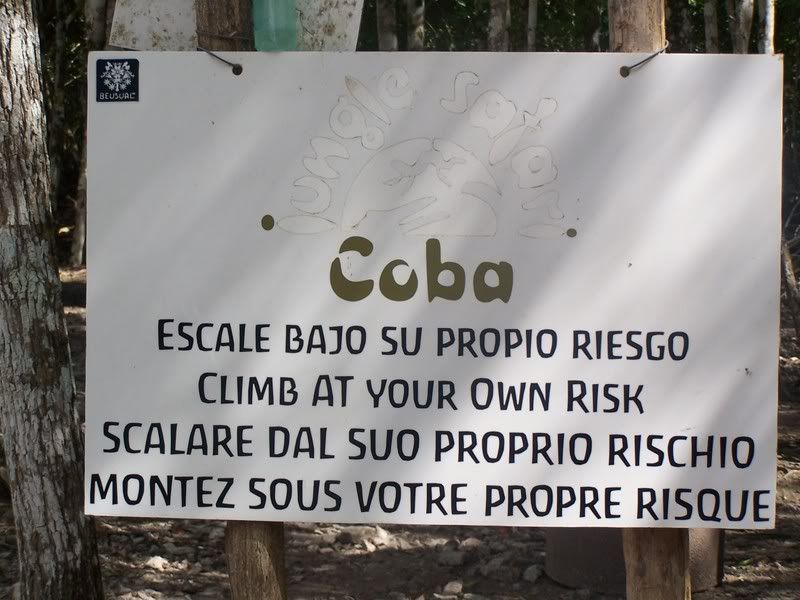 BEUSUAL
jungle safari
Coba
ESCALE BAJO SU PROPIO RIESGO
CLIMB AT YOUR OWN RISK
SCALARE DAL SUO PROPRIO RISCHIO
MONTEZ SOUS VOTRE PROPRE RISQUE